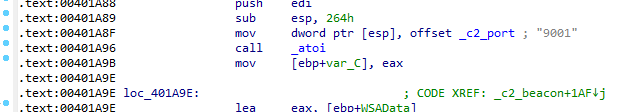 .text:00401A88 push edi
.text:00401A89 sub esp, 264h
.text:00401A8F mov dword ptr [esp], offset _c2_port ; "9001"
.text:00401A96 call _atoi
.text:00401A9B mov [ebp+var_C], eax
.text:00401A9E
.text:00401A9E loc_401A9E: ; CODE XREF: _c2_beacon+1AF↓j
.text:00401A9E lea eax, [ebp+WSAData]